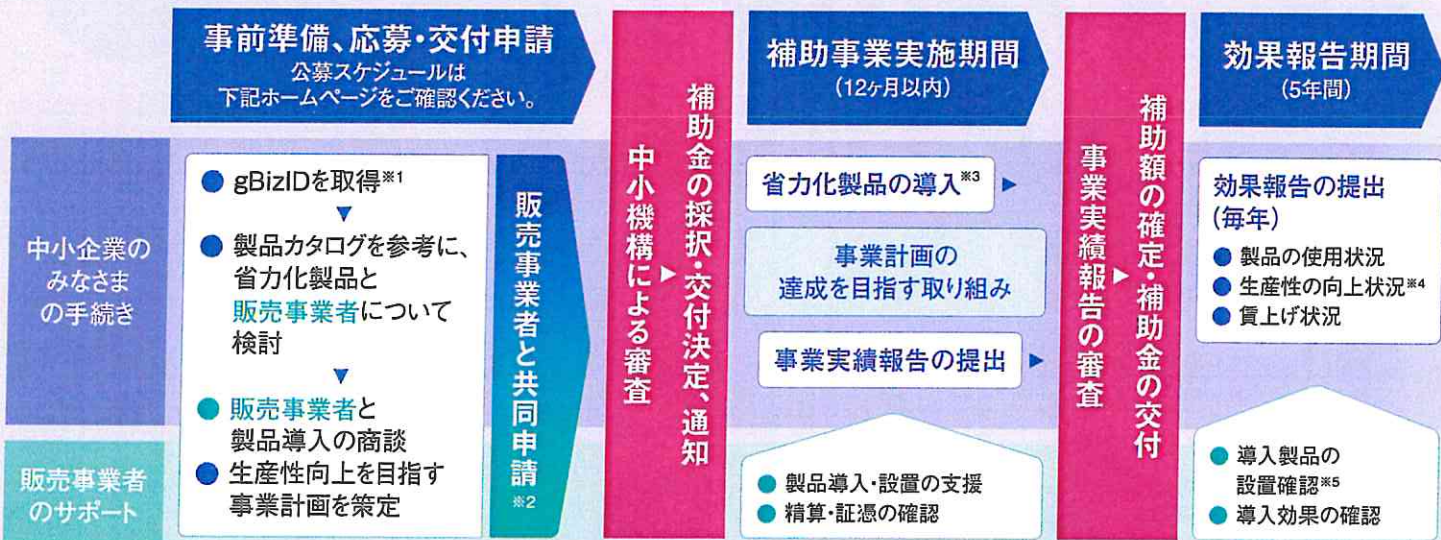 事前準備、応募・交付申請
公募スケジュールは
下記ホームページをご確認ください。
中小機構による審査
補助金の採択・交付決定、通知
補助事業実施期間
(12ヶ月以内)
事業実績報告の審査
補助額の確定・補助金の交付
効果報告期間
(5年間)
中小企業の
みなさま
の手続き
● gBizIDを取得※1
▼
● 製品カタログを参考に、
省力化製品と
販売事業者について
検討
▼
● 販売事業者と
製品導入の商談
● 生産性向上を目指す
事業計画を策定
販売事業者と共同申請※2
▶
省力化製品の導入※3 ▶
事業計画の
達成を目指す取り組み
事業実績報告の提出 ▶
▶
効果報告の提出
(毎年)
● 製品の使用状況
● 生産性の向上状況※4
● 賃上げ状況
販売事業者
のサポート
● 製品導入・設置の支援
● 精算・証憑の確認
● 導入製品の
設置確認※5
● 導入効果の確認